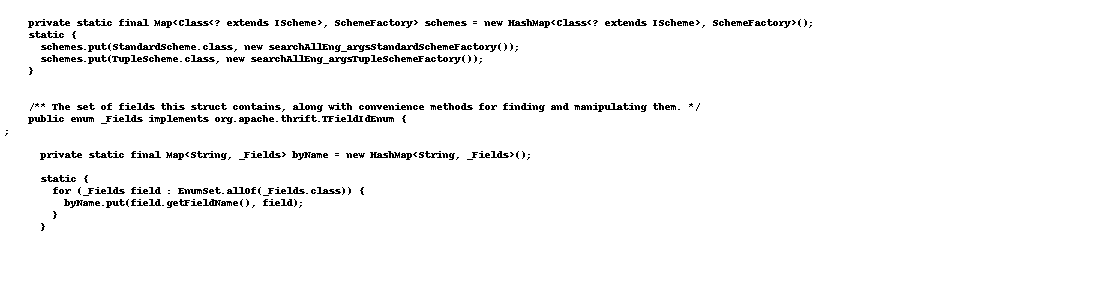 private static final Map<Class<? extends IScheme>, SchemeFactory> schemes = new HashMap<Class<? extends IScheme>, SchemeFactory>();
static {
schemes.put(StandardScheme.class, new searchAllEng_argsStandardSchemeFactory());
schemes.put(TupleScheme.class, new searchAllEng_argsTupleSchemeFactory());
}
/** The set of fields this struct contains, along with convenience methods for finding and manipulating them. */
public enum _Fields implements org.apache.thrift.TFieldIdEnum {
;
private static final Map<String, _Fields> byName = new HashMap<String, _Fields>();
static {
for (_Fields field : EnumSet.allOf(_Fields.class)) {
byName.put(field.getFieldName(), field);
}
}